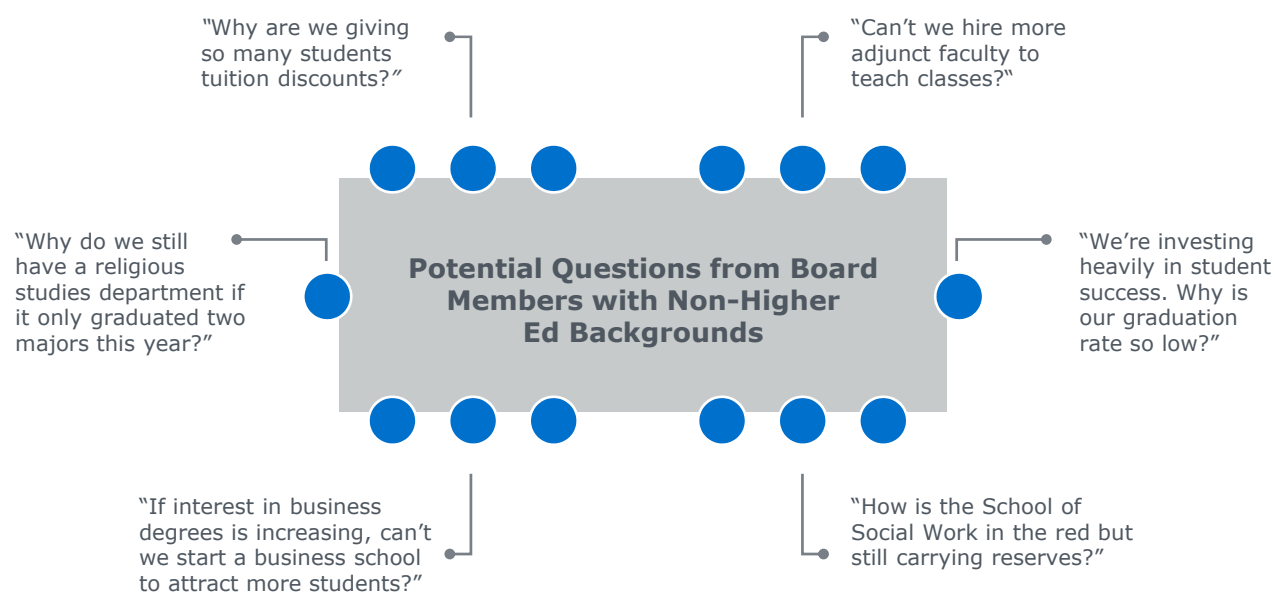 “Why are we giving
so many students
tuition discounts?”
“Can’t we hire more
adjunct faculty to
teach classes?“
“Why do we still
have a religious
studies department if
it only graduated two
majors this year?”
Potential Questions from Board
Members with Non-Higher
Ed Backgrounds
“We’re investing
heavily in student
success. Why is
our graduation
rate so low?”
“If interest in business
degrees is increasing, can’t
we start a business school
to attract more students?”
“How is the School of
Social Work in the red but
still carrying reserves?”